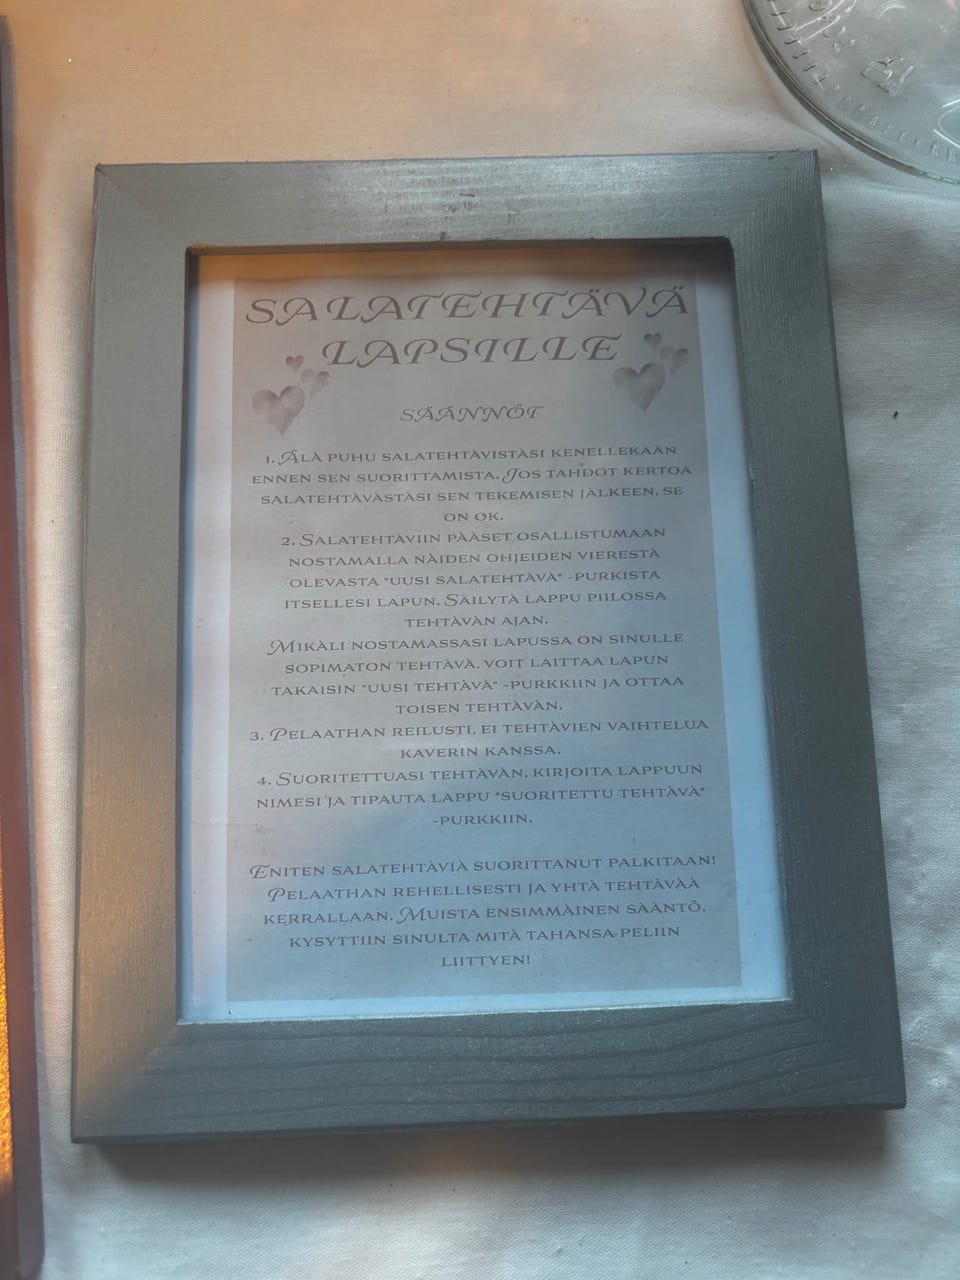 SALATEHTÄVÄ
LAPSILLE
SÄÄNNÖT
1. ÄLÄ PUHU SALATEHTÄVISTÄSI KENELLEKÄÄN
ENNEN SEN SUORITTAMISTA. JOS TAHDOT KERTOA
SALATEHTÄVÄSTÄSI SEN TEKEMISEN JÄLKEEN, SE
ON OK.
2. SALATEHTÄVIIN PÄÄSET OSALLISTUMAAN
NOSTAMALLA NÄIDEN OHJEIDEN VIERESTÄ
OLEVASTA "UUSI SALATEHTÄVÄ" -PURKISTA
ITSELLESI LAPUN. SÄILYTÄ LAPPU PIILOSSA
TEHTÄVÄN AJAN.
MIKÄLI NOSTAMASSASI LAPUSSA ON SINULLE
SOPIMATON TEHTÄVÄ, VOIT LAITTAA LAPUN
TAKAISIN "UUSI TEHTÄVÄ" -PURKKIIN JA OTTAA
TOISEN TEHTÄVÄN.
3. PELAATHAN REILUSTI, EI TEHTÄVIEN VAIHTELUA
KAVERIN KANSSA.
4. SUORITETTUASI TEHTÄVÄN, KIRJOITA LAPPUUN
NIMESI JA TIPAUTA LAPPU "SUORITETTU TEHTÄVÄ"
-PURKKIIN.
ENITEN SALATEHTÄVIÄ SUORITTANUT PALKITAAN!
PELAATHAN REHELLISESTI JA YHTÄ TEHTÄVÄÄ
KERRALLAAN. MUISTA ENSIMMÄINEN SÄÄNTÖ,
KYSYTTIIN SINULTA MITÄ TAHANSA PELIIN
LIITTYEN!